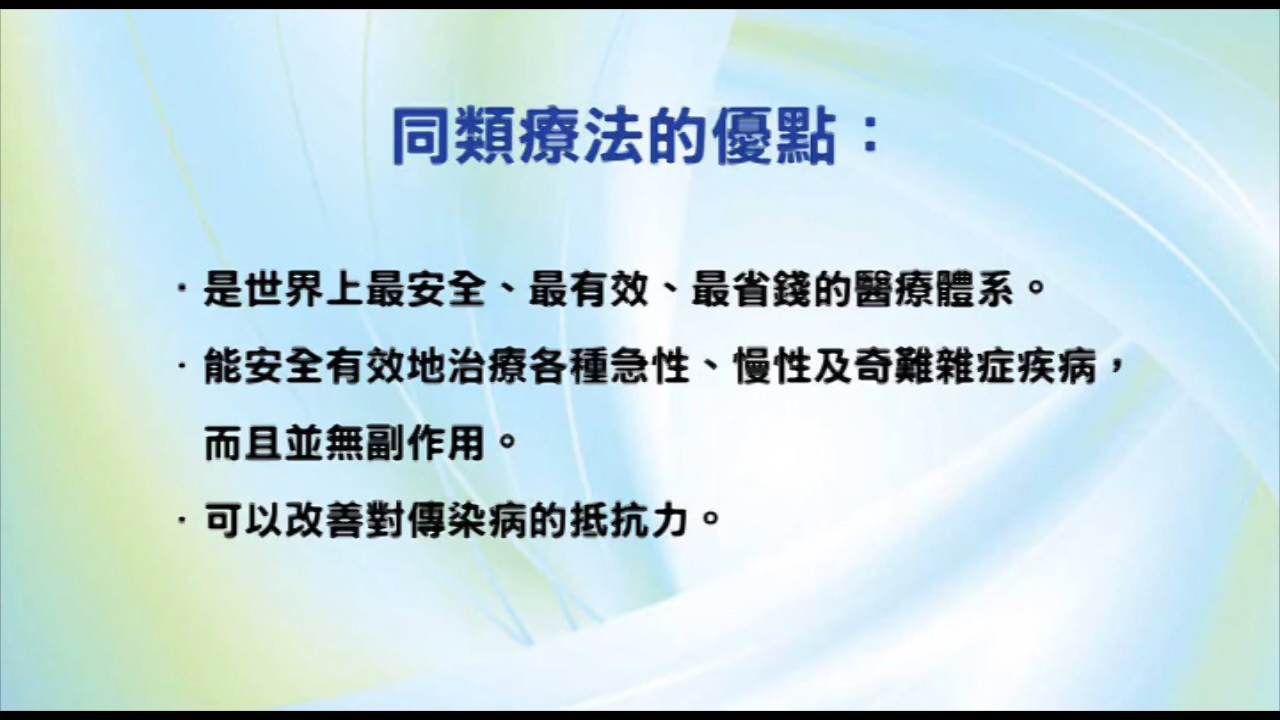 同類療法的優點：
·是世界上最安全、最有效、最省錢的醫療體系。
·能安全有效地治療各種急性、慢性及奇難雜症疾病，
而且並無副作用。
·可以改善對傳染病的抵抗力。